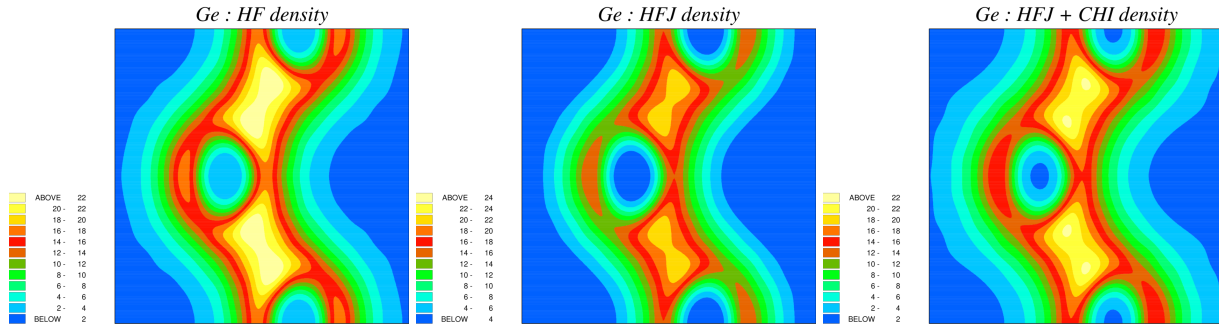 Ge : HF density
ABOVE 22
20 - 22
18 - 20
16 - 18
14 - 16
12 - 14
10 - 12
8 - 10
6 - 8
4 - 6
2 - 4
BELOW 2
Ge : HFJ density
ABOVE 24
22 - 24
20 - 22
18 - 20
16 - 18
14 - 16
12 - 14
10 - 12
8 - 10
6 - 8
4 - 6
BELOW 4
Ge : HFJ + CHI density
ABOVE 22
20 - 22
18 - 20
16 - 18
14 - 16
12 - 14
10 - 12
8 - 10
6 - 8
4 - 6
2 - 4
BELOW 2